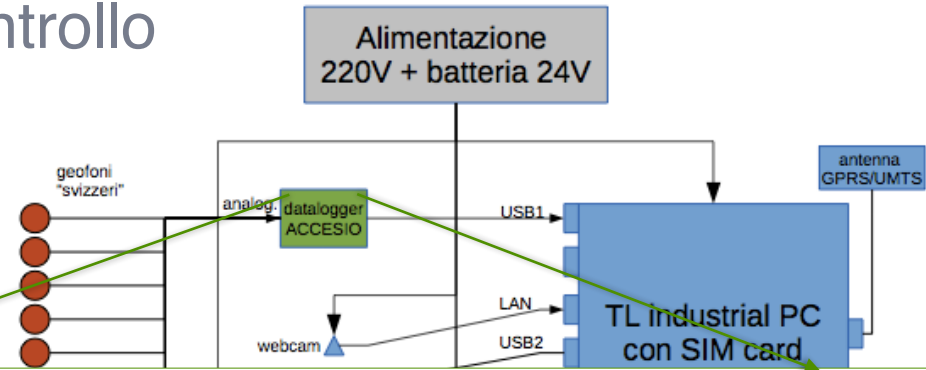 ntrollo
Alimentazione
220V + batteria 24V
geofoni
"svizzeri"
analog.
datalogger
ACCESIO
USB1
antenna
GPRS/UMTS
LAN
TL industrial PC
con SIM card
webcam
USB2